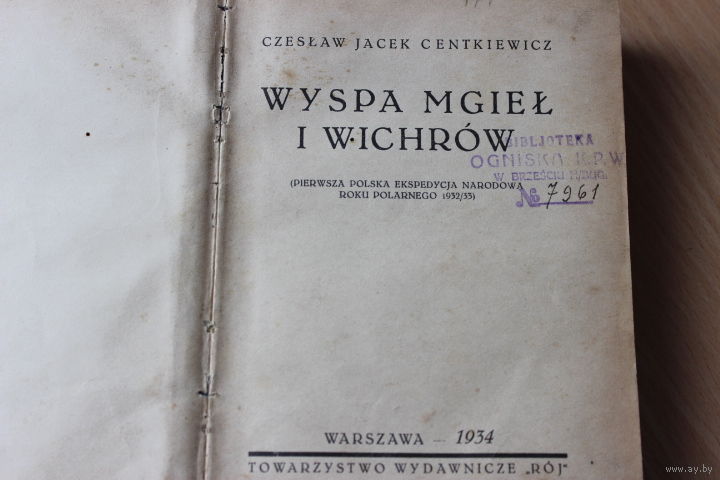 CZESŁAW JACEK CENTKIEWICZ
WYSPA MGIEŁ
I WICHRÓW
BIBLJOTEKA
OGNISKA K.P.W.
W BRZEŚCIU N/BUG.
№ 7961
(PIERWSZA POLSKA EKSPEDYCJA NARODOWA
ROKU POLARNEGO 1932/33)
WARSZAWA — 1934
TOWARZYSTWO WYDAWNICZE „RÓJ"
www.ay.by